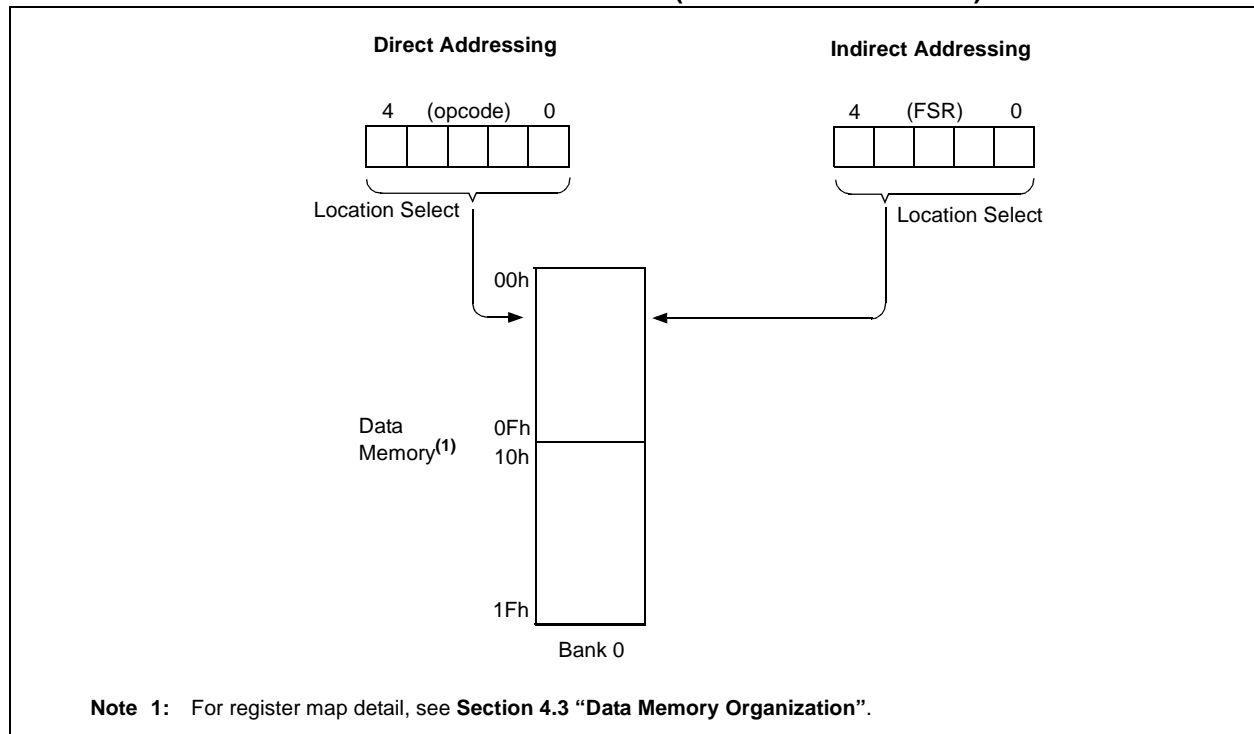 Direct Addressing
Indirect Addressing
4 (opcode) 0
4 (FSR) 0
Location Select
Location Select
00h
Data
Memory(1)
0Fh
10h
1Fh
Bank 0
Note 1: For register map detail, see Section 4.3 “Data Memory Organization”.